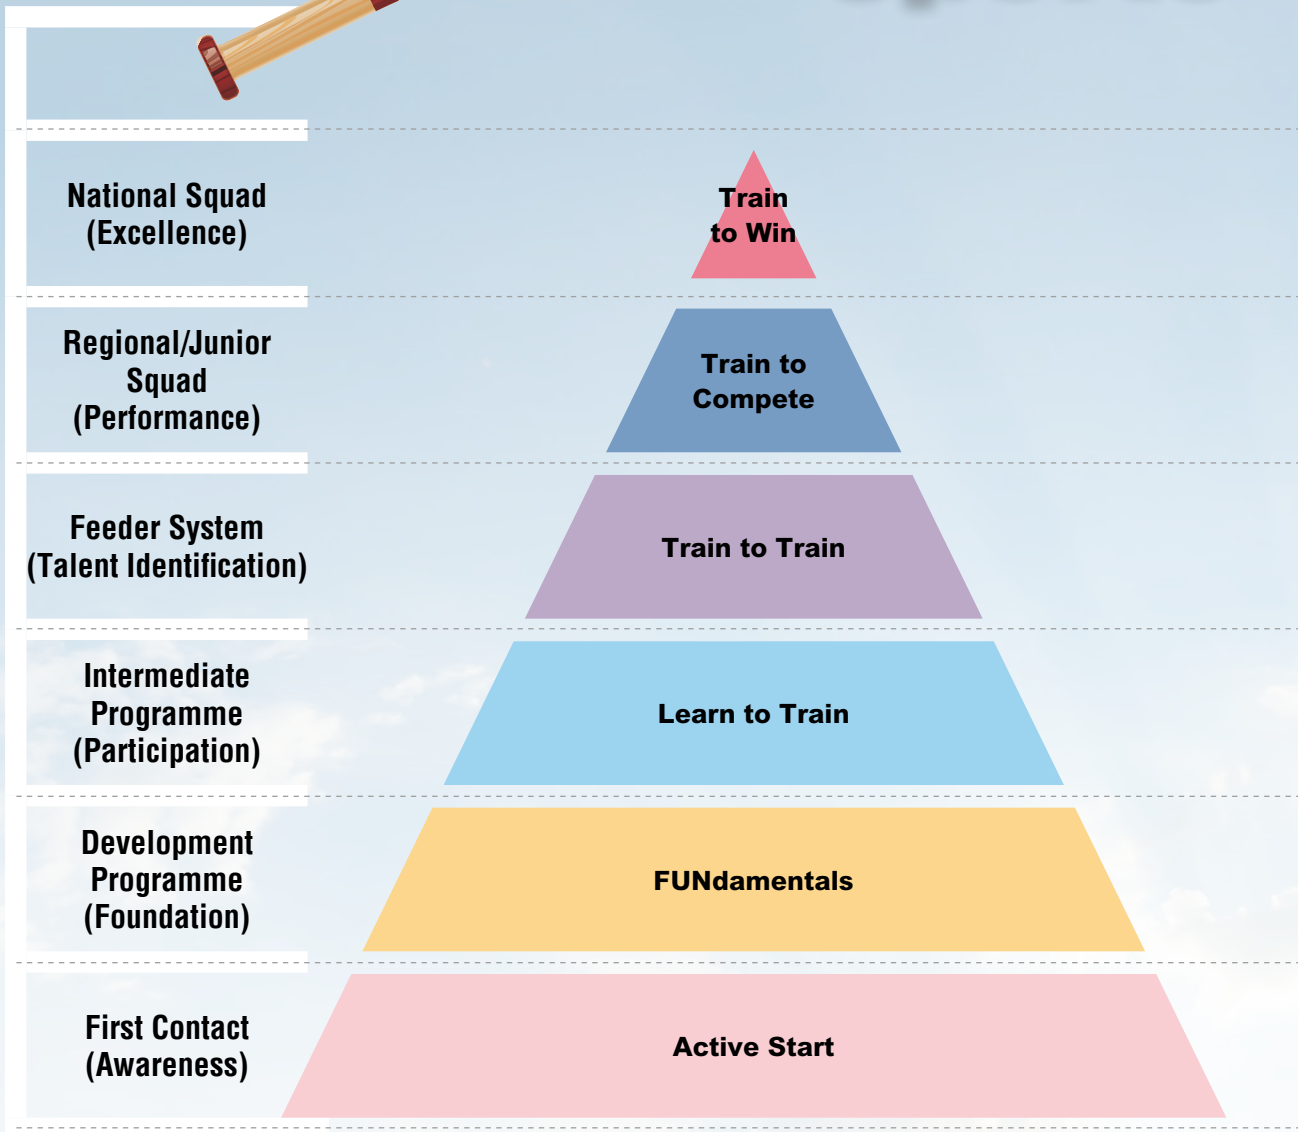 National Squad
(Excellence)
Train
to Win
Regional/Junior
Squad
(Performance)
Train to
Compete
Feeder System
(Talent Identification)
Train to Train
Intermediate
Programme
(Participation)
Learn to Train
Development
Programme
(Foundation)
FUNdamentals
First Contact
(Awareness)
Active Start